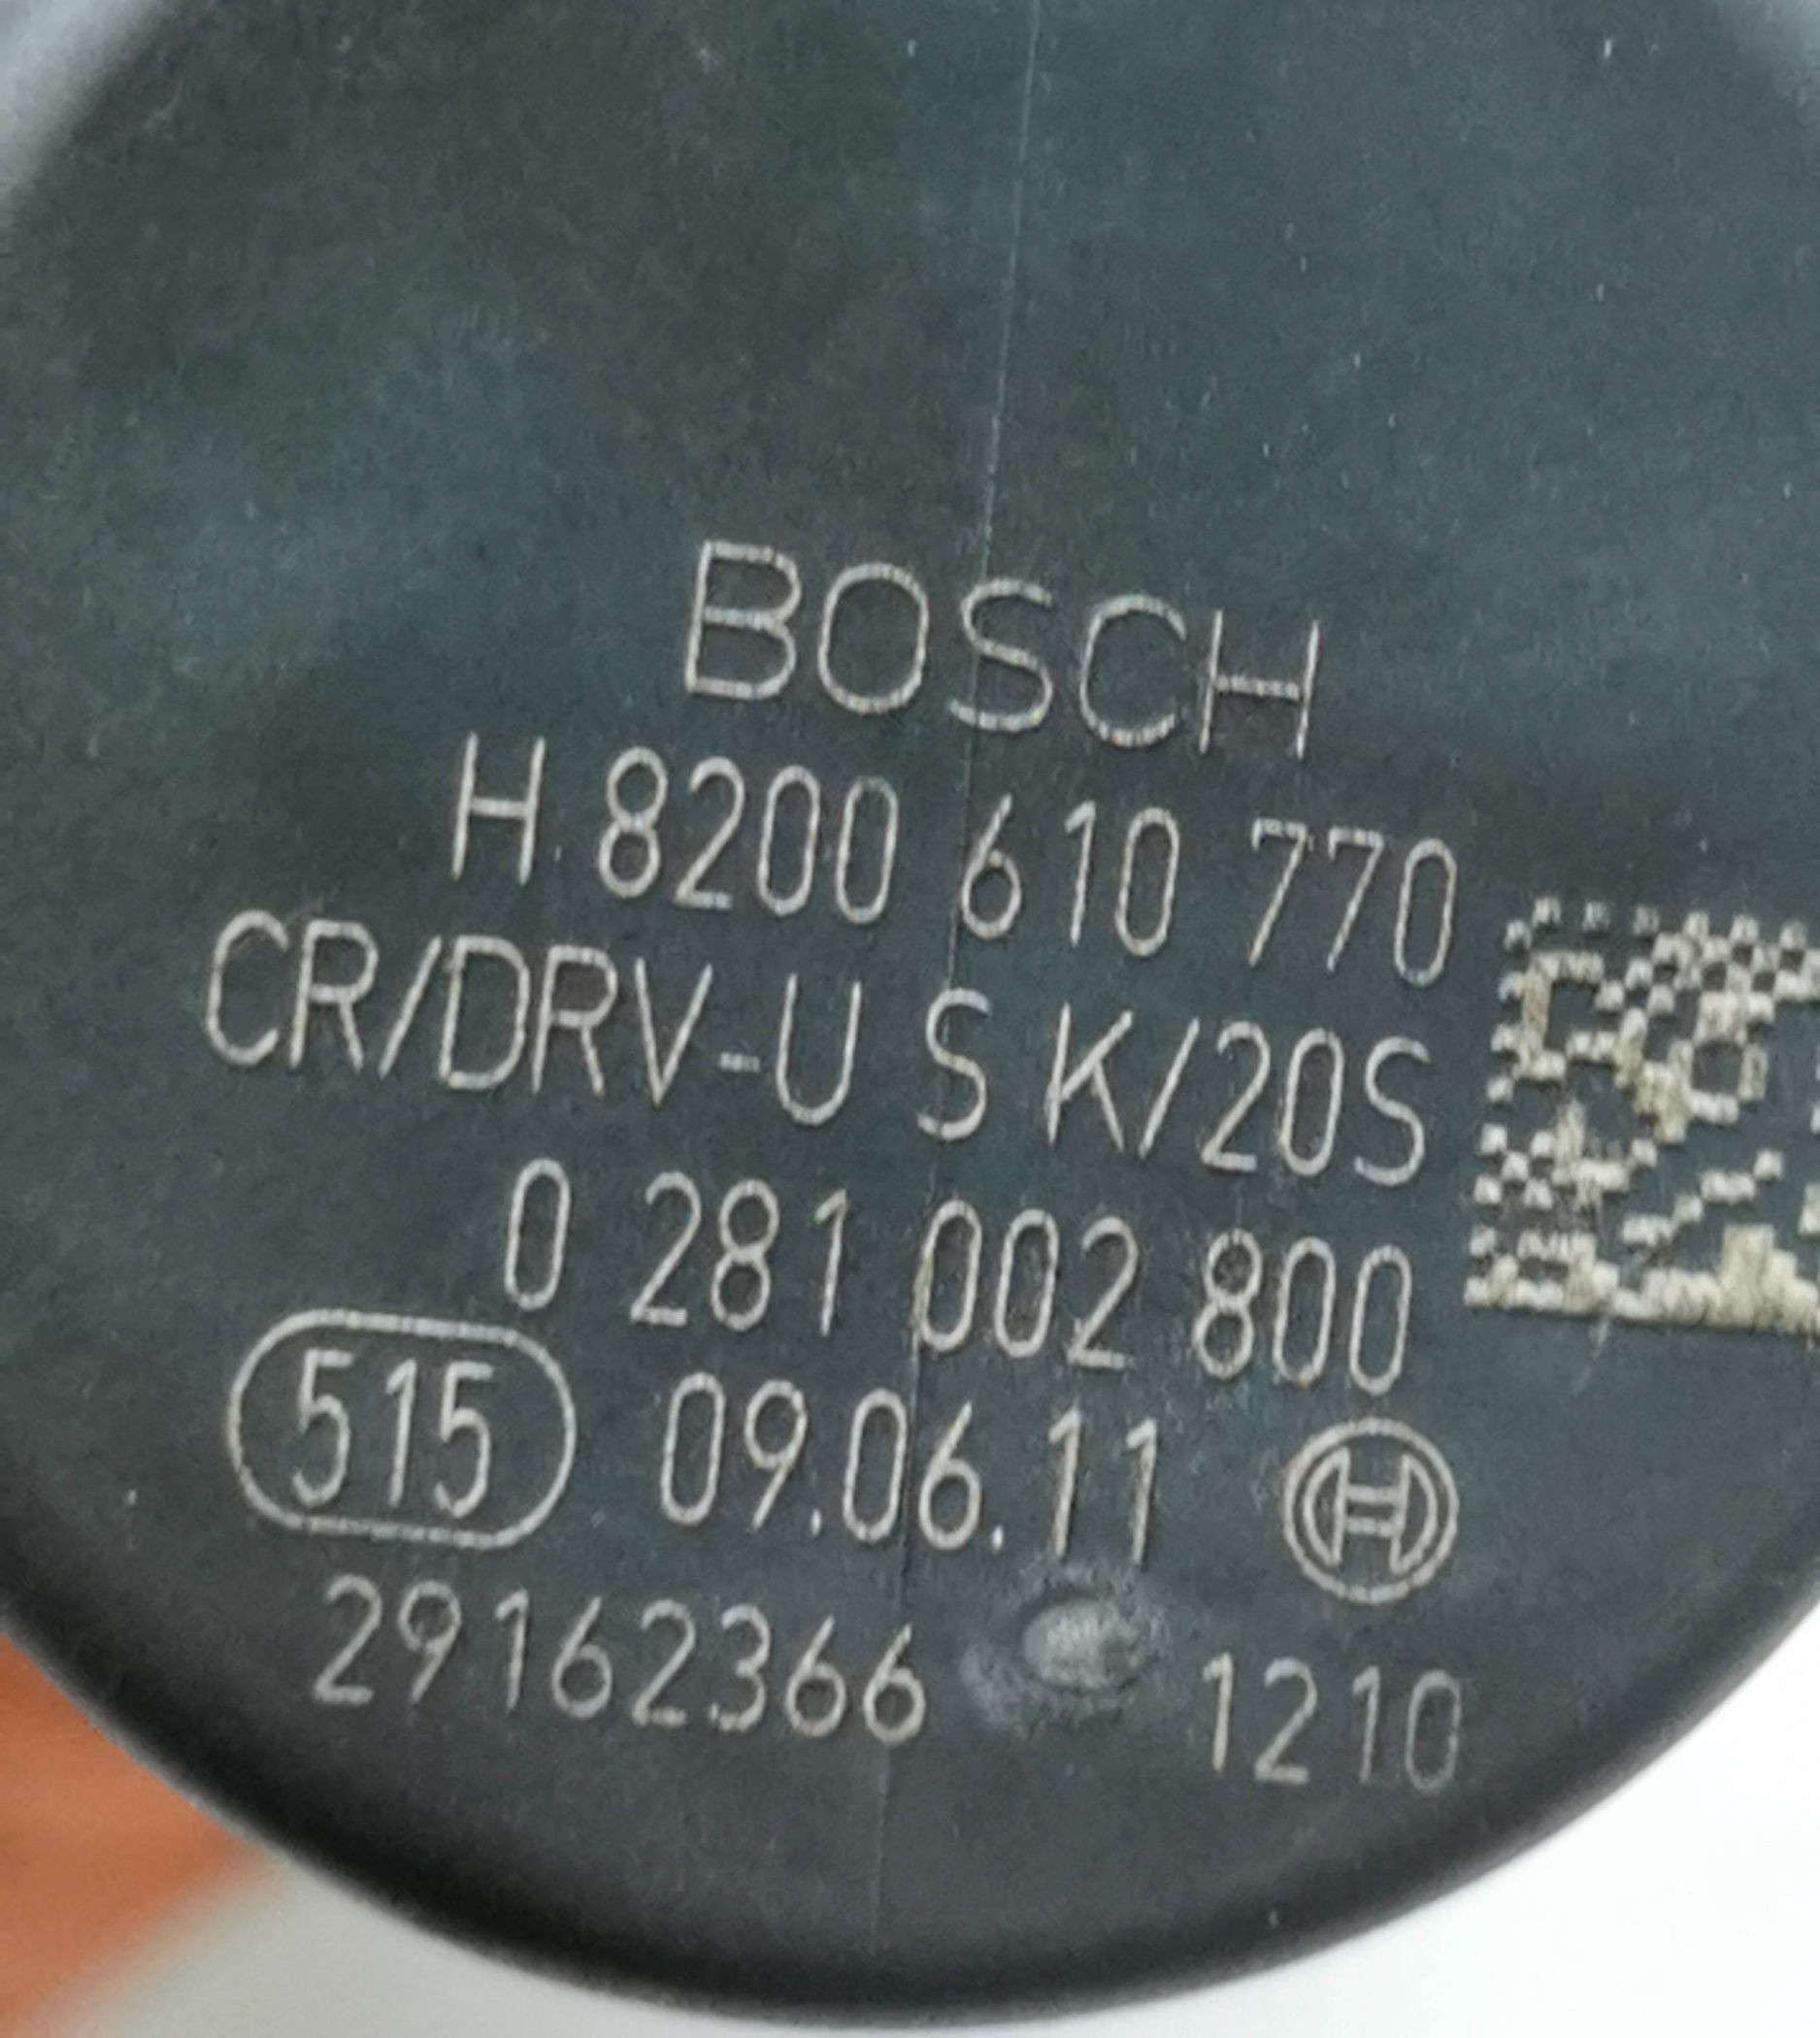 BOSCH
H 8200 610 770
CR/DRV-U S K/20S
0 281 002 800
515 09.06.11
29162366 1210